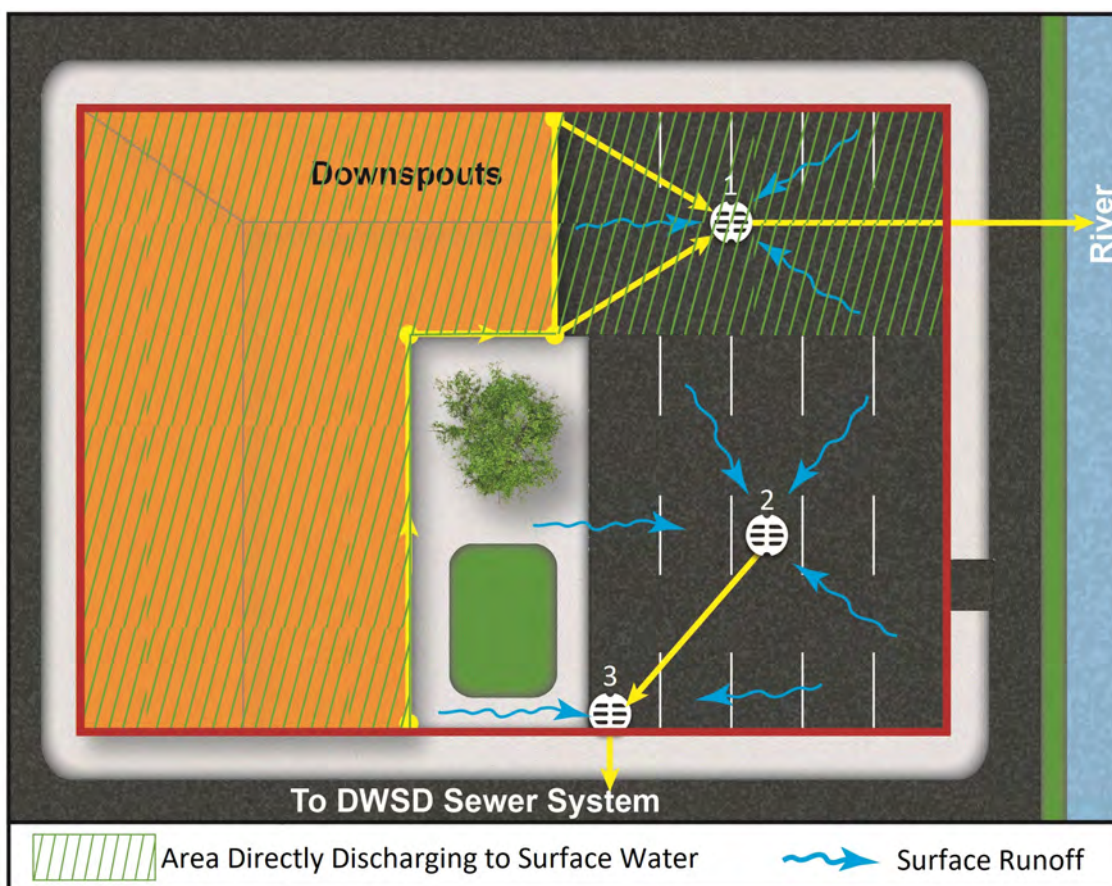 Downspouts
1
River
2
3
To DWSD Sewer System
Area Directly Discharging to Surface Water
Surface Runoff